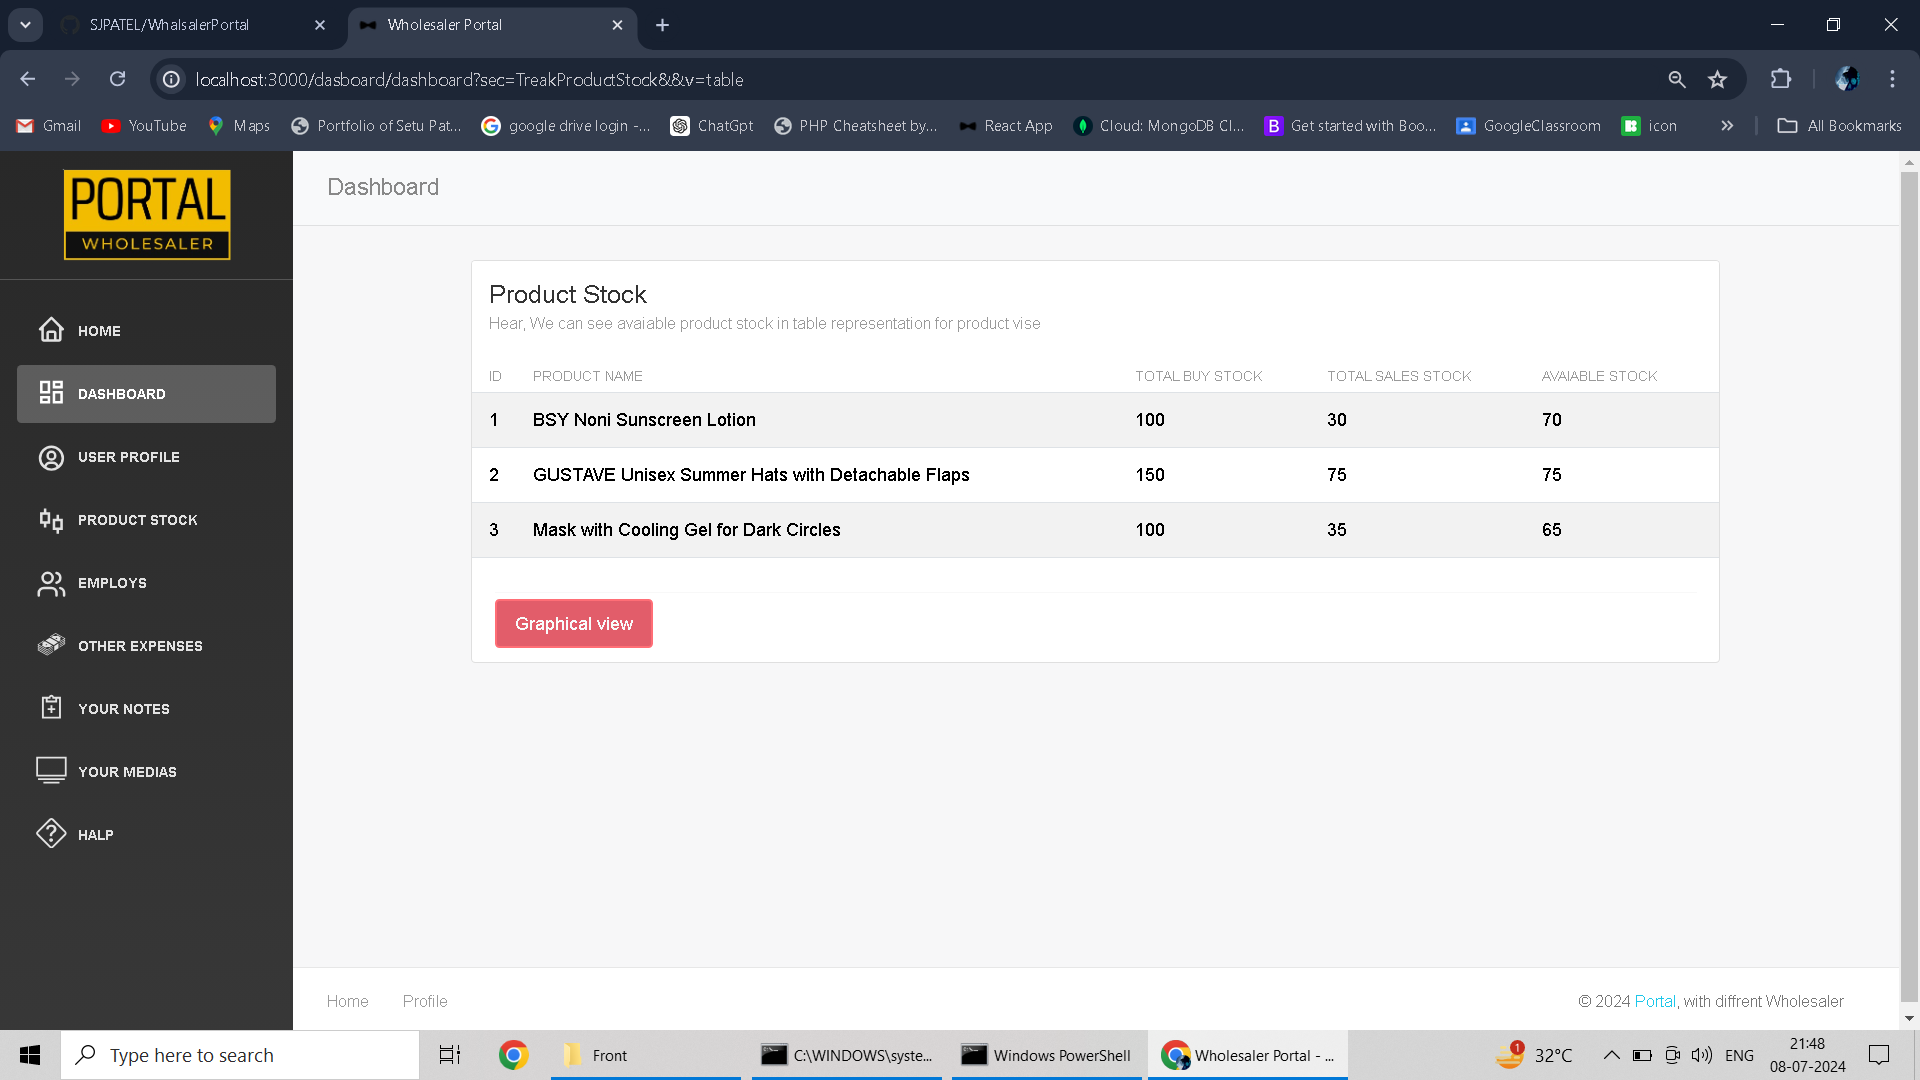 SJPATEL/WhalsalerPortal
Wholesaler Portal
localhost:3000/dasboard/dashboard?sec=TreakProductStock&&v=table
Gmail
YouTube
Maps
Portfolio of Setu Pat...
google drive login -...
ChatGpt
PHP Cheatsheet by...
React App
Cloud: MongoDB Cl...
B
Get started with Boo...
GoogleClassroom
icon
All Bookmarks
PORTAL
WHOLESALER
HOME
DASHBOARD
USER PROFILE
PRODUCT STOCK
EMPLOYS
OTHER EXPENSES
YOUR NOTES
YOUR MEDIAS
HALP
Dashboard
Product Stock
Hear, We can see avaiable product stock in table representation for product vise
ID PRODUCT NAME TOTAL BUY STOCK TOTAL SALES STOCK AVAIABLE STOCK
1 BSY Noni Sunscreen Lotion 100 30 70
2 GUSTAVE Unisex Summer Hats with Detachable Flaps 150 75 75
3 Mask with Cooling Gel for Dark Circles 100 35 65
Graphical view
Home Profile
© 2024 Portal, with diffrent Wholesaler
Type here to search
Front
C:\WINDOWS\syste...
Windows PowerShell
Wholesaler Portal - ...
1
32°C
ENG
21:48
08-07-2024